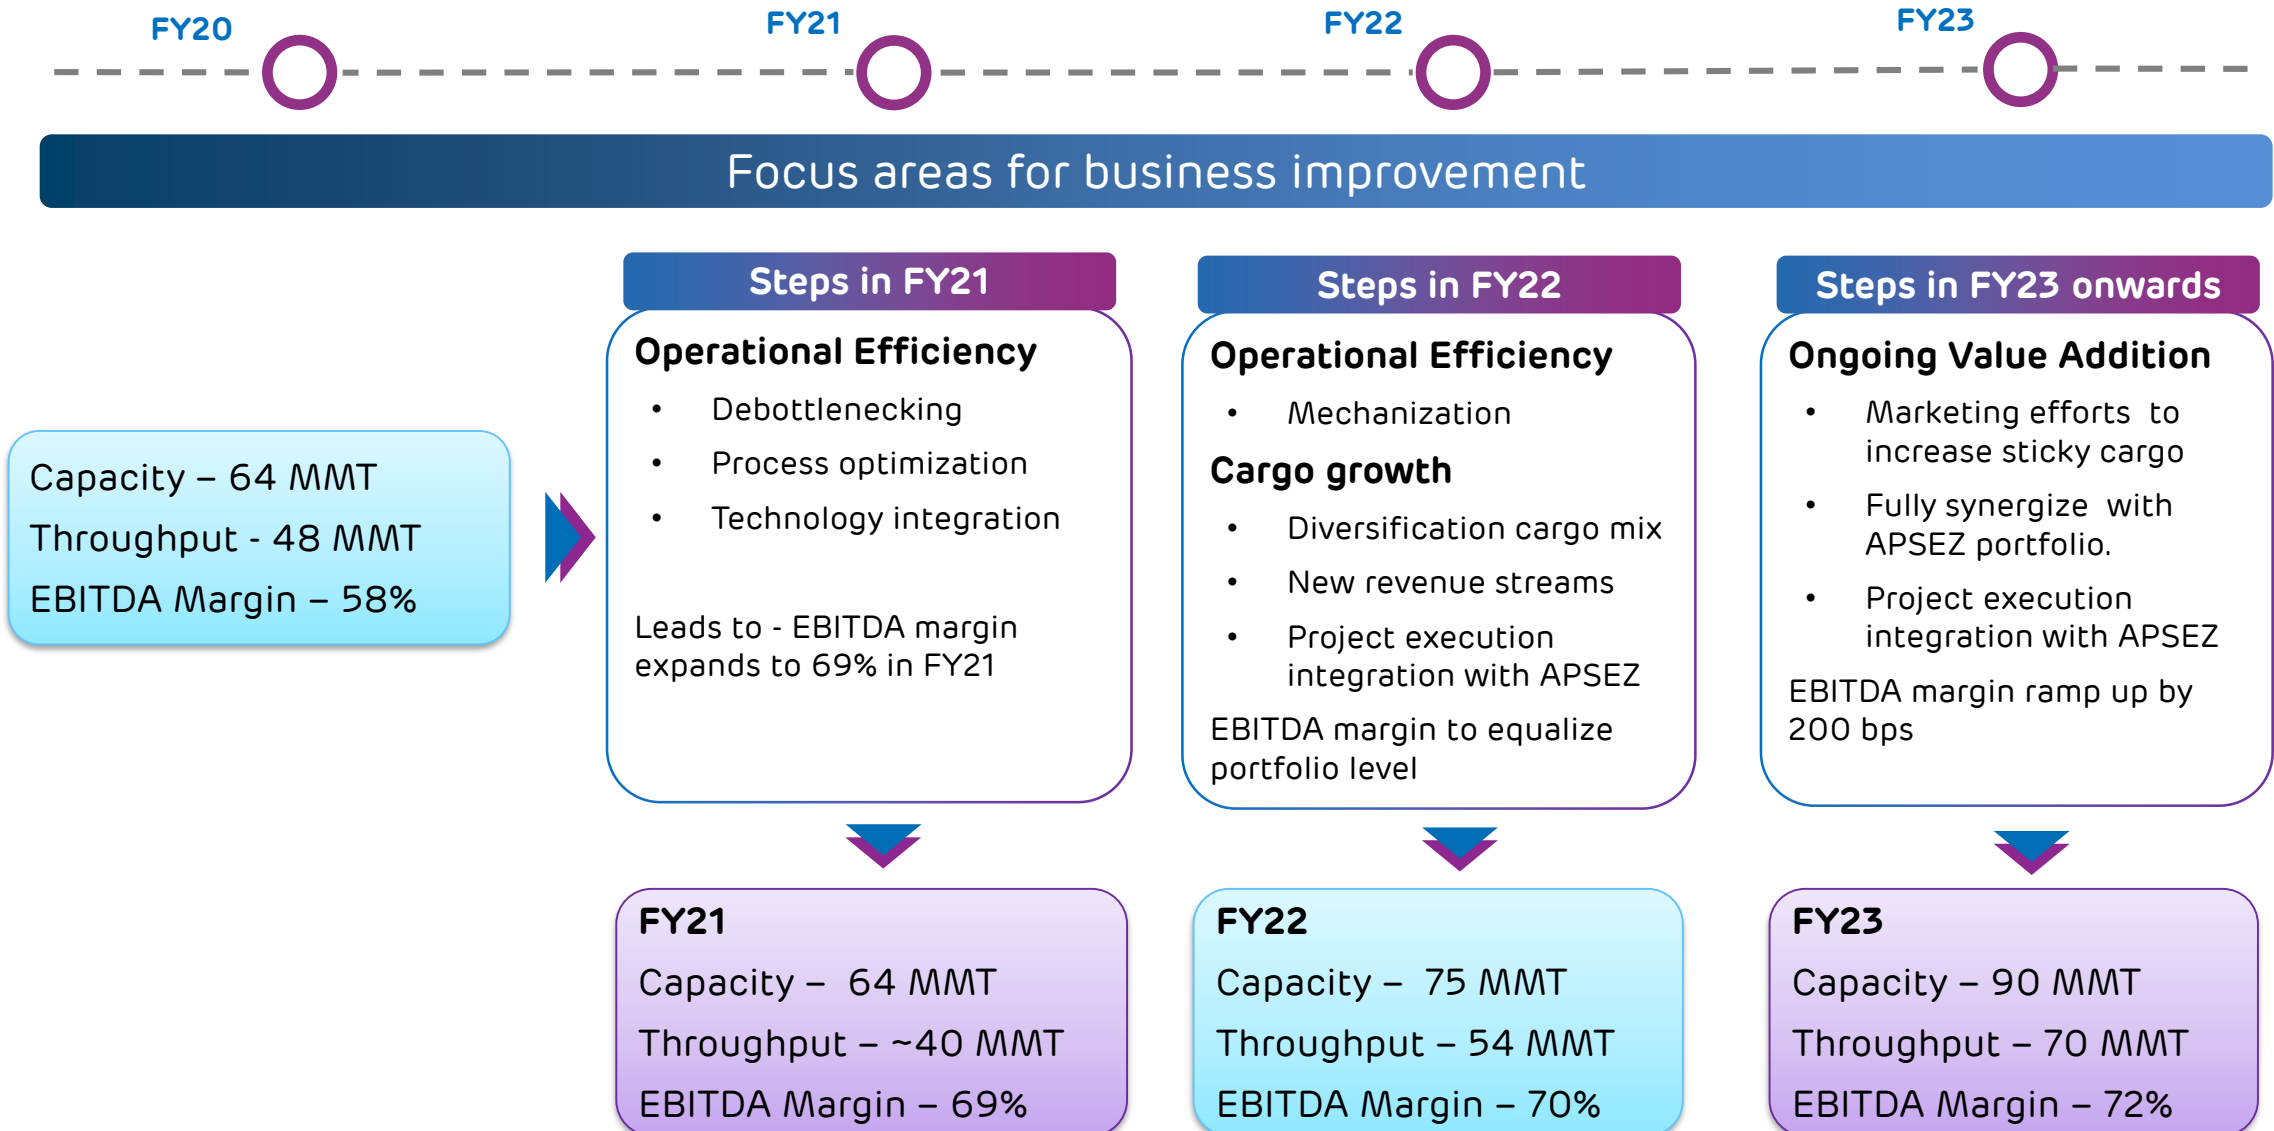 FY20
FY21
FY22
FY23
Focus areas for business improvement
Capacity – 64 MMT
Throughput - 48 MMT
EBITDA Margin – 58%
Steps in FY21
Operational Efficiency
• Debottlenecking
• Process optimization
• Technology integration
Leads to - EBITDA margin
expands to 69% in FY21
Steps in FY22
Operational Efficiency
• Mechanization
Cargo growth
• Diversification cargo mix
• New revenue streams
• Project execution
integration with APSEZ
EBITDA margin to equalize
portfolio level
Steps in FY23 onwards
Ongoing Value Addition
• Marketing efforts to
increase sticky cargo
• Fully synergize with
APSEZ portfolio.
• Project execution
integration with APSEZ
EBITDA margin ramp up by
200 bps
FY21
Capacity – 64 MMT
Throughput – ~40 MMT
EBITDA Margin – 69%
FY22
Capacity – 75 MMT
Throughput – 54 MMT
EBITDA Margin – 70%
FY23
Capacity – 90 MMT
Throughput – 70 MMT
EBITDA Margin – 72%